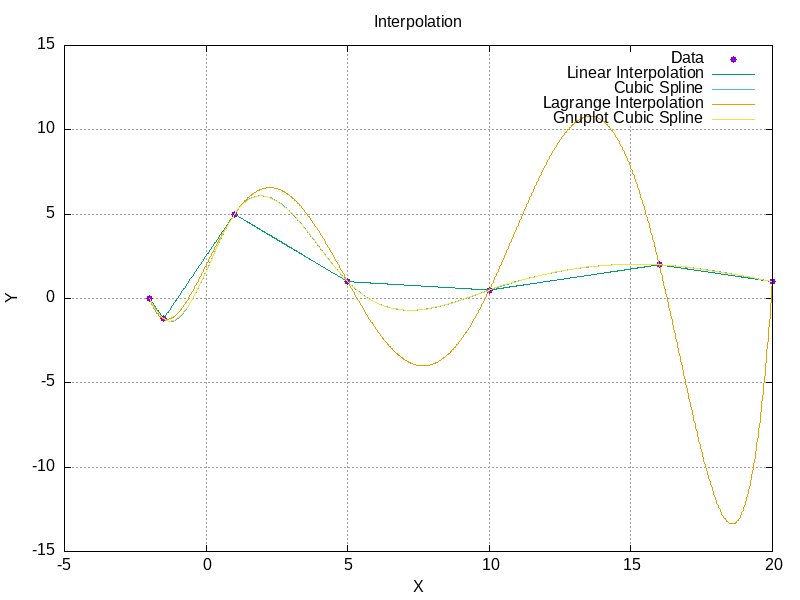 Interpolation
Data
Linear Interpolation
Cubic Spline
Lagrange Interpolation
Gnuplot Cubic Spline
15
10
5
0
-5
-10
-15
Y
-5 0 5 10 15 20
X